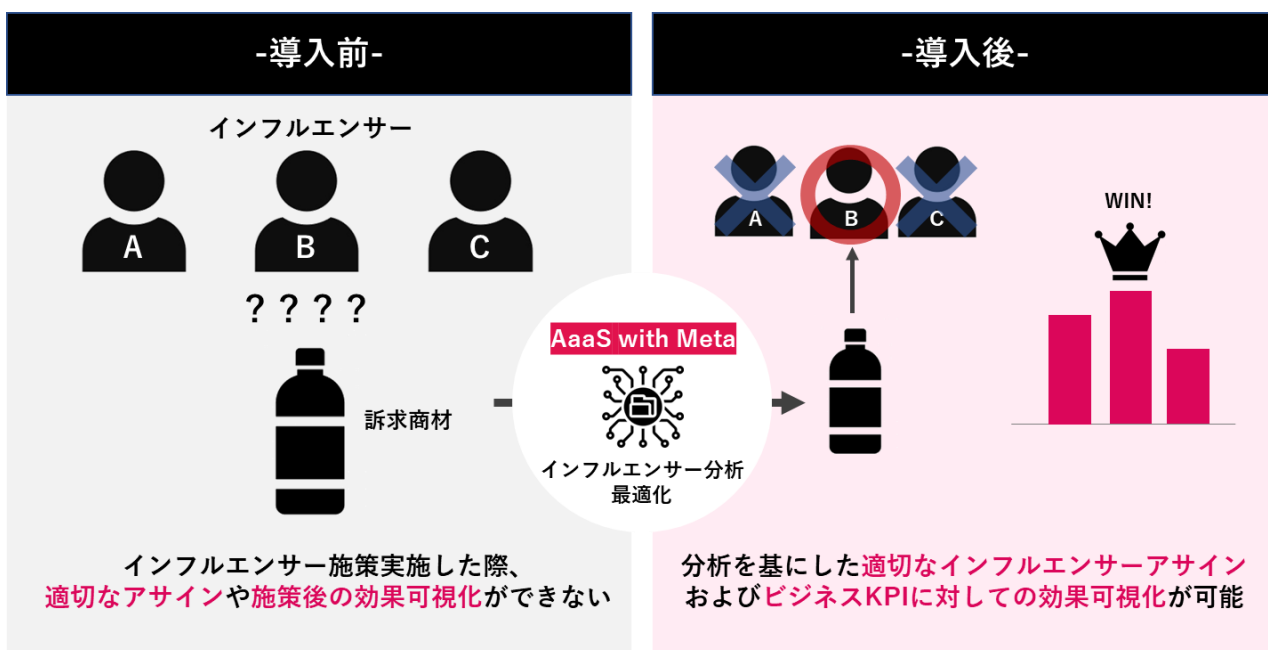 -導入前-
インフルエンサー
A
B
C
????
訴求商材
インフルエンサー施策実施した際、
適切なアサインや施策後の効果可視化ができない
AaaS with Meta
インフルエンサー分析
最適化
-導入後-
A
B
C
WIN!
分析を基にした適切なインフルエンサーアサイン
およびビジネスKPIに対しての効果可視化が可能